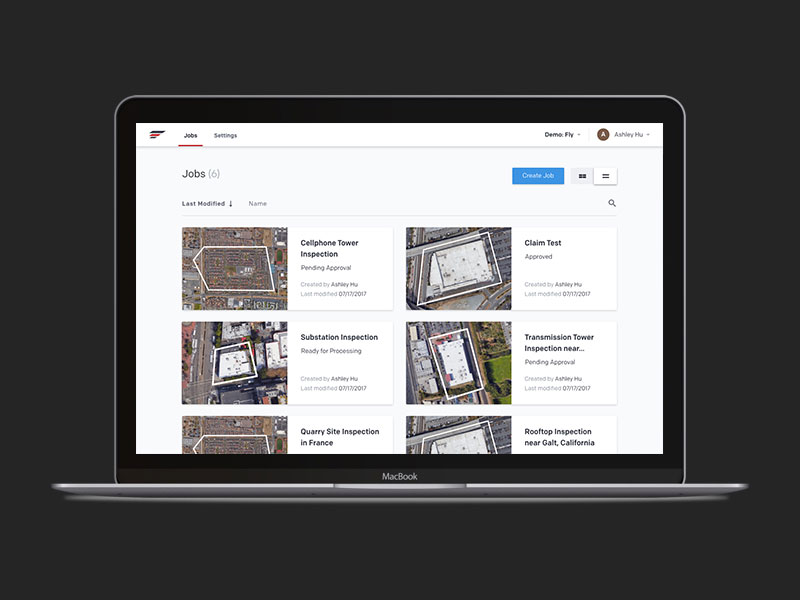 Jobs Settings Demo: Fly A Ashley Hu
Jobs (6) Create Job
Last Modified ↓ Name
Cellphone Tower
Inspection
Pending Approval
Created by Ashley Hu
Last modified 07/17/2017
Claim Test
Approved
Created by Ashley Hu
Last modified 07/17/2017
Substation Inspection
Ready for Processing
Created by Ashley Hu
Last modified 07/17/2017
Transmission Tower
Inspection near...
Pending Approval
Created by Ashley Hu
Last modified 07/17/2017
Quarry Site Inspection
in France
Rooftop Inspection
near Galt, California
MacBook